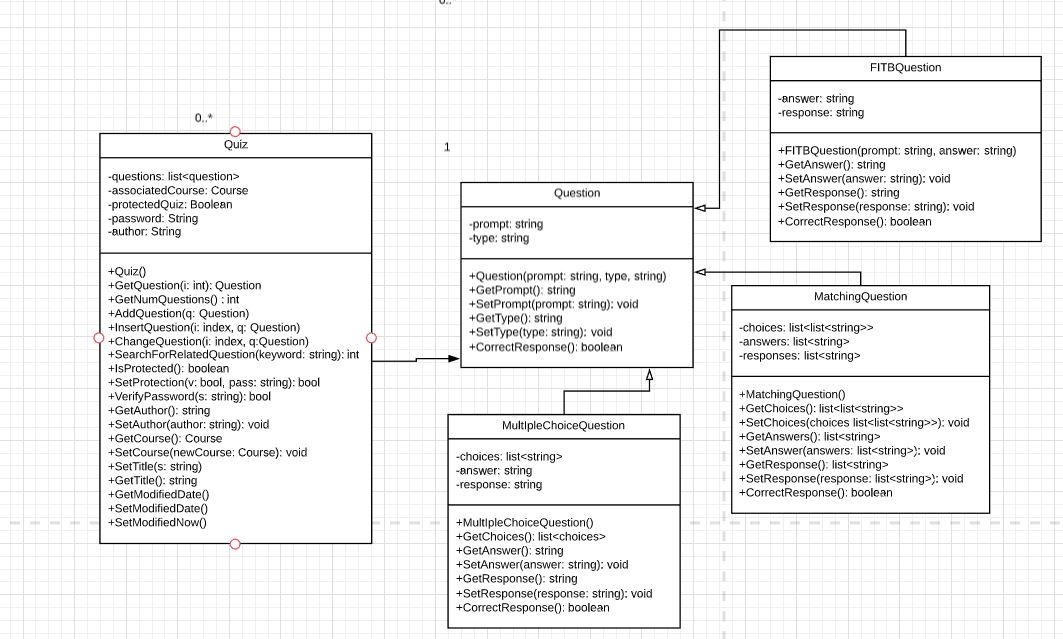 0..
0..*
1
Quiz
-questions: list<question>
-associatedCourse: Course
-protectedQuiz: Boolean
-password: String
-author: String
+Quiz()
+GetQuestion(i: int): Question
+GetNumQuestions() : int
+AddQuestion(q: Question)
+InsertQuestion(i: index, q: Question)
+ChangeQuestion(i: index, q:Question)
+SearchForRelatedQuestion(keyword: string): int
+IsProtected(): boolean
+SetProtection(v: bool, pass: string): bool
+VerifyPassword(s: string): bool
+GetAuthor(): string
+SetAuthor(author: string): void
+GetCourse(): Course
+SetCourse(newCourse: Course): void
+SetTitle(s: string)
+GetTitle(): string
+GetModifiedDate()
+SetModifiedDate()
+SetModifiedNow()
Question
-prompt: string
-type: string
+Question(prompt: string, type, string)
+GetPrompt(): string
+SetPrompt(prompt: string): void
+GetType(): string
+SetType(type: string): void
+CorrectResponse(): boolean
MultipleChoiceQuestion
-choices: list<string>
-answer: string
-response: string
+MultipleChoiceQuestion()
+GetChoices(): list<choices>
+GetAnswer(): string
+SetAnswer(answer: string): void
+GetResponse(): string
+SetResponse(response: string): void
+CorrectResponse(): boolean
FITBQuestion
-answer: string
-response: string
+FITBQuestion(prompt: string, answer: string)
+GetAnswer(): string
+SetAnswer(answer: string): void
+GetResponse(): string
+SetResponse(response: string): void
+CorrectResponse(): boolean
MatchingQuestion
-choices: list<list<string>>
-answers: list<string>
-responses: list<string>
+MatchingQuestion()
+GetChoices(): list<list<string>>
+SetChoices(choices list<list<string>>): void
+GetAnswers(): list<string>
+SetAnswer(answers: list<string>): void
+GetResponse(): list<string>
+SetResponse(response: list<string>): void
+CorrectResponse(): boolean